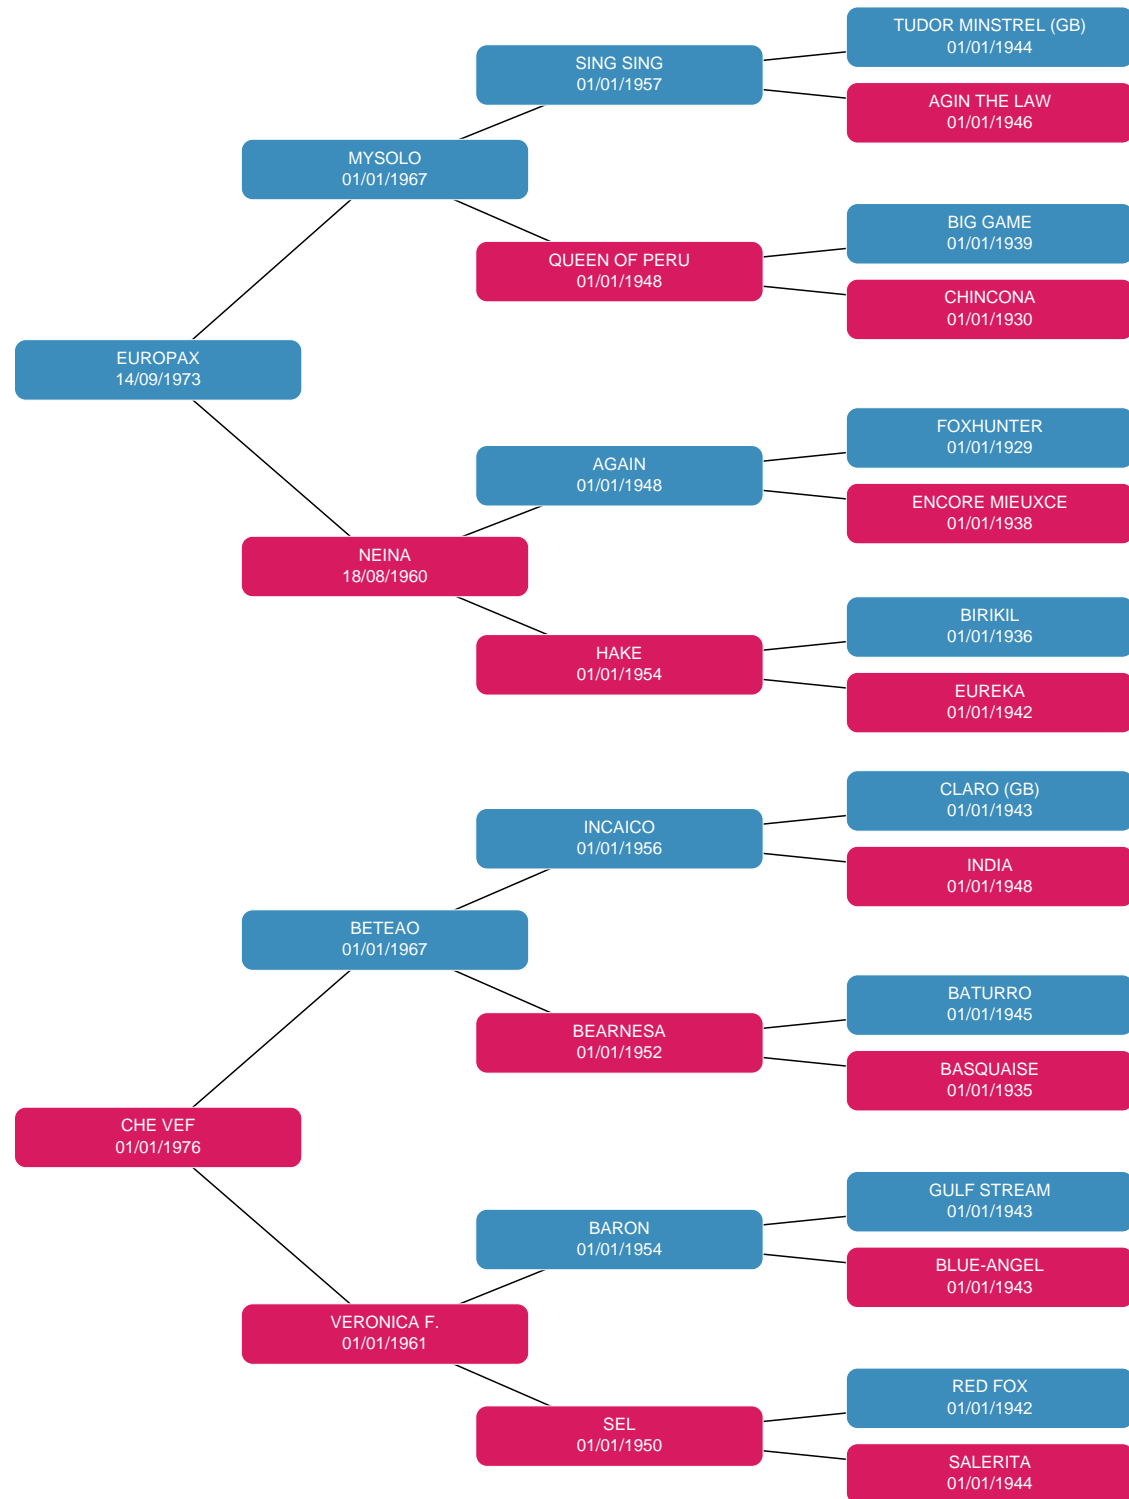 TUDOR MINSTREL (GB)
01/01/1944
SING SING
01/01/1957
AGIN THE LAW
01/01/1946
MYSOLO
01/01/1967
BIG GAME
01/01/1939
QUEEN OF PERU
01/01/1948
CHINCONA
01/01/1930
EUROPAX
14/09/1973
FOXHUNTER
01/01/1929
AGAIN
01/01/1948
ENCORE MIEUXCE
01/01/1938
NEINA
18/08/1960
BIRIKIL
01/01/1936
HAKE
01/01/1954
EUREKA
01/01/1942
CLARO (GB)
01/01/1943
INCAICO
01/01/1956
INDIA
01/01/1948
BETEAO
01/01/1967
BATURRO
01/01/1945
BEARNESA
01/01/1952
BASQUAISE
01/01/1935
CHE VEF
01/01/1976
GULF STREAM
01/01/1943
BARON
01/01/1954
BLUE-ANGEL
01/01/1943
VERONICA F.
01/01/1961
RED FOX
01/01/1942
SEL
01/01/1950
SALERITA
01/01/1944